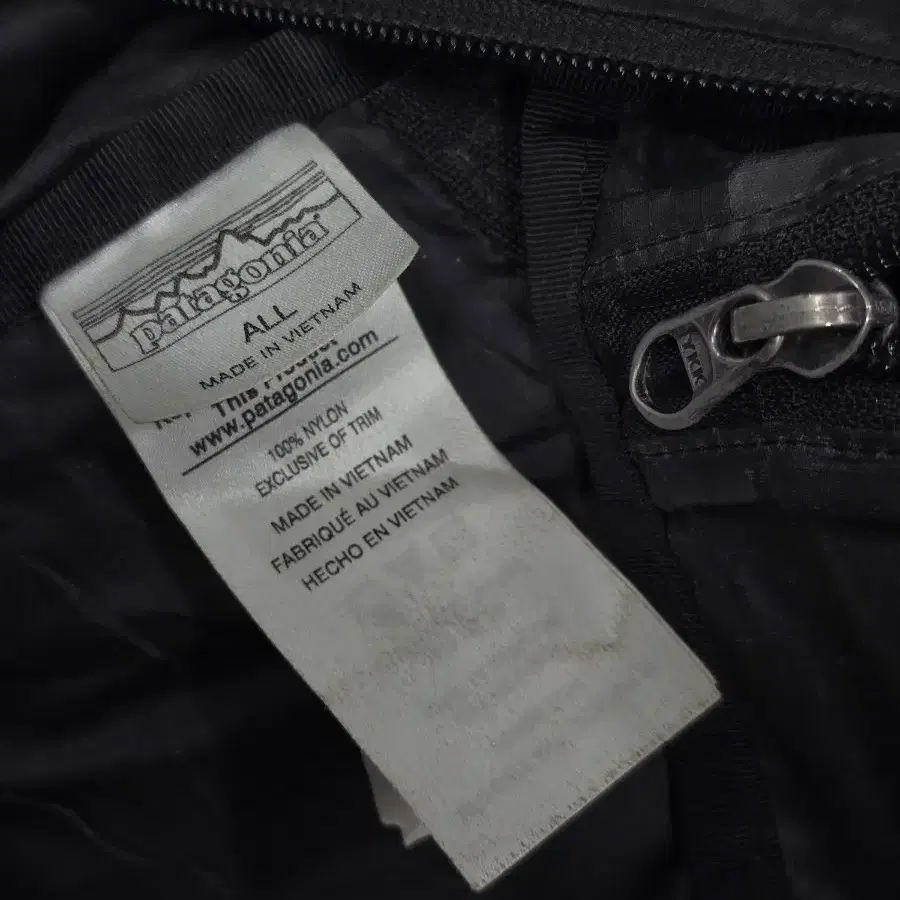 patagonia
ALL
MADE IN VIETNAM
This Product
www.patagonia.com
100% NYLON
EXCLUSIVE OF TRIM
MADE IN VIETNAM
FABRIQUÉ AU VIETNAM
HECHO EN VIETNAM
YKK